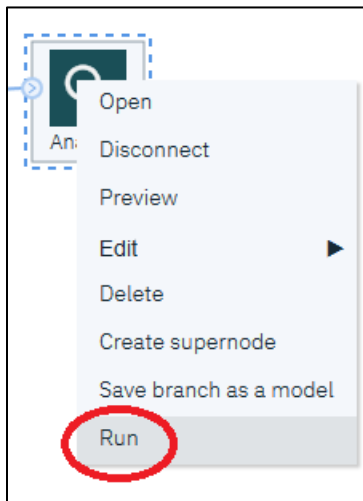 Open
Ana
Disconnect
Preview
Edit
Delete
Create supernode
Save branch as a model
Run